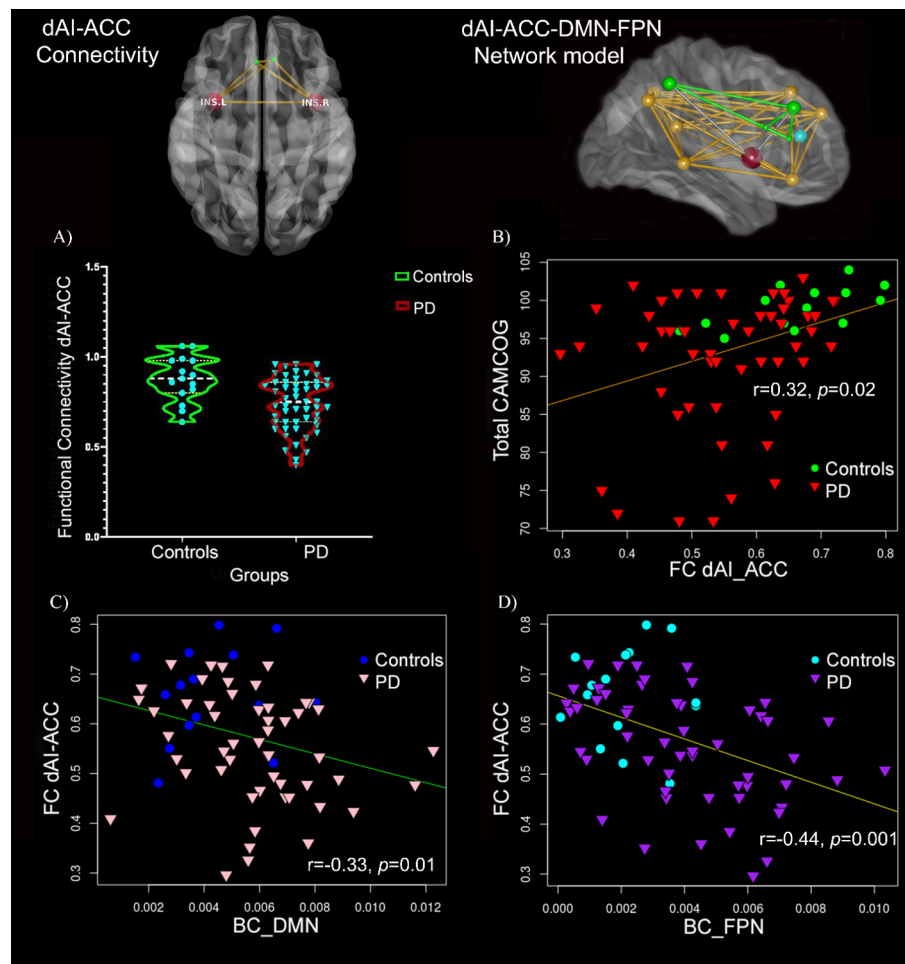 dAI-ACC
Connectivity
dAI-ACC-DMN-FPN
Network model
INS.L
INS.R
A)
Functional Connectivity dAI-ACC
1.5
1.0
0.5
0.0
Controls
PD
Controls
PD
Groups
B)
Total CAMCOG
105
100
95
90
85
80
75
70
r=0.32, p=0.02
Controls
PD
0.3 0.4 0.5 0.6 0.7 0.8
FC dAI_ACC
C)
FC dAI-ACC
0.8
0.7
0.6
0.5
0.4
0.3
Controls
PD
r=-0.33, p=0.01
0.002 0.004 0.006 0.008 0.010 0.012
BC_DMN
D)
FC dAI-ACC
0.8
0.7
0.6
0.5
0.4
0.3
Controls
PD
r=-0.44, p=0.001
0.000 0.002 0.004 0.006 0.008 0.010
BC_FPN